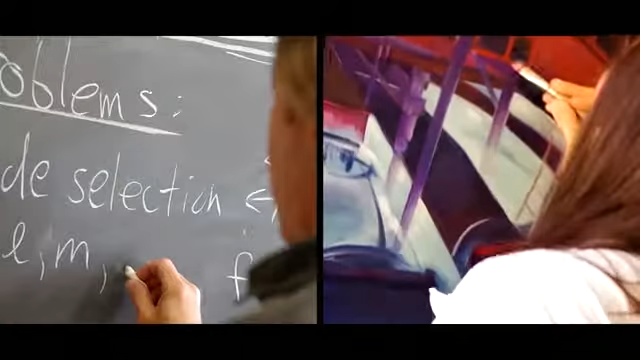 oblems:
de selection
l, m,
f